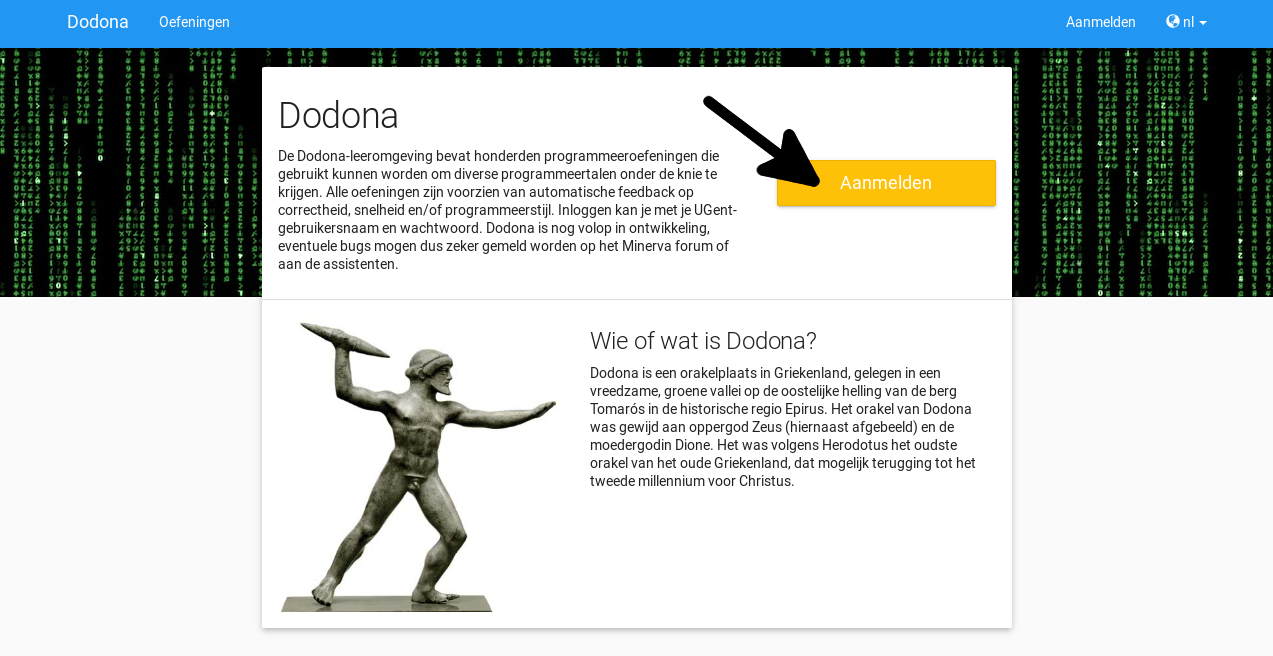 Dodona
Oefeningen
Aanmelden
nl
Dodona
De Dodona-leeromgeving bevat honderden programmeeroefeningen die
gebruikt kunnen worden om diverse programmeertalen onder de knie te
krijgen. Alle oefeningen zijn voorzien van automatische feedback op
correctheid, snelheid en/of programmeerstijl. Inloggen kan je met je UGent-
gebruikersnaam en wachtwoord. Dodona is nog volop in ontwikkeling,
eventuele bugs mogen dus zeker gemeld worden op het Minerva forum of
aan de assistenten.
Aanmelden
Wie of wat is Dodona?
Dodona is een orakelplaats in Griekenland, gelegen in een
vreedzame, groene vallei op de oostelijke helling van de berg
Tomarós in de historische regio Epirus. Het orakel van Dodona
was gewijd aan oppergod Zeus (hiernaast afgebeeld) en de
moedergodin Dione. Het was volgens Herodotus het oudste
orakel van het oude Griekenland, dat mogelijk terugging tot het
tweede millennium voor Christus.